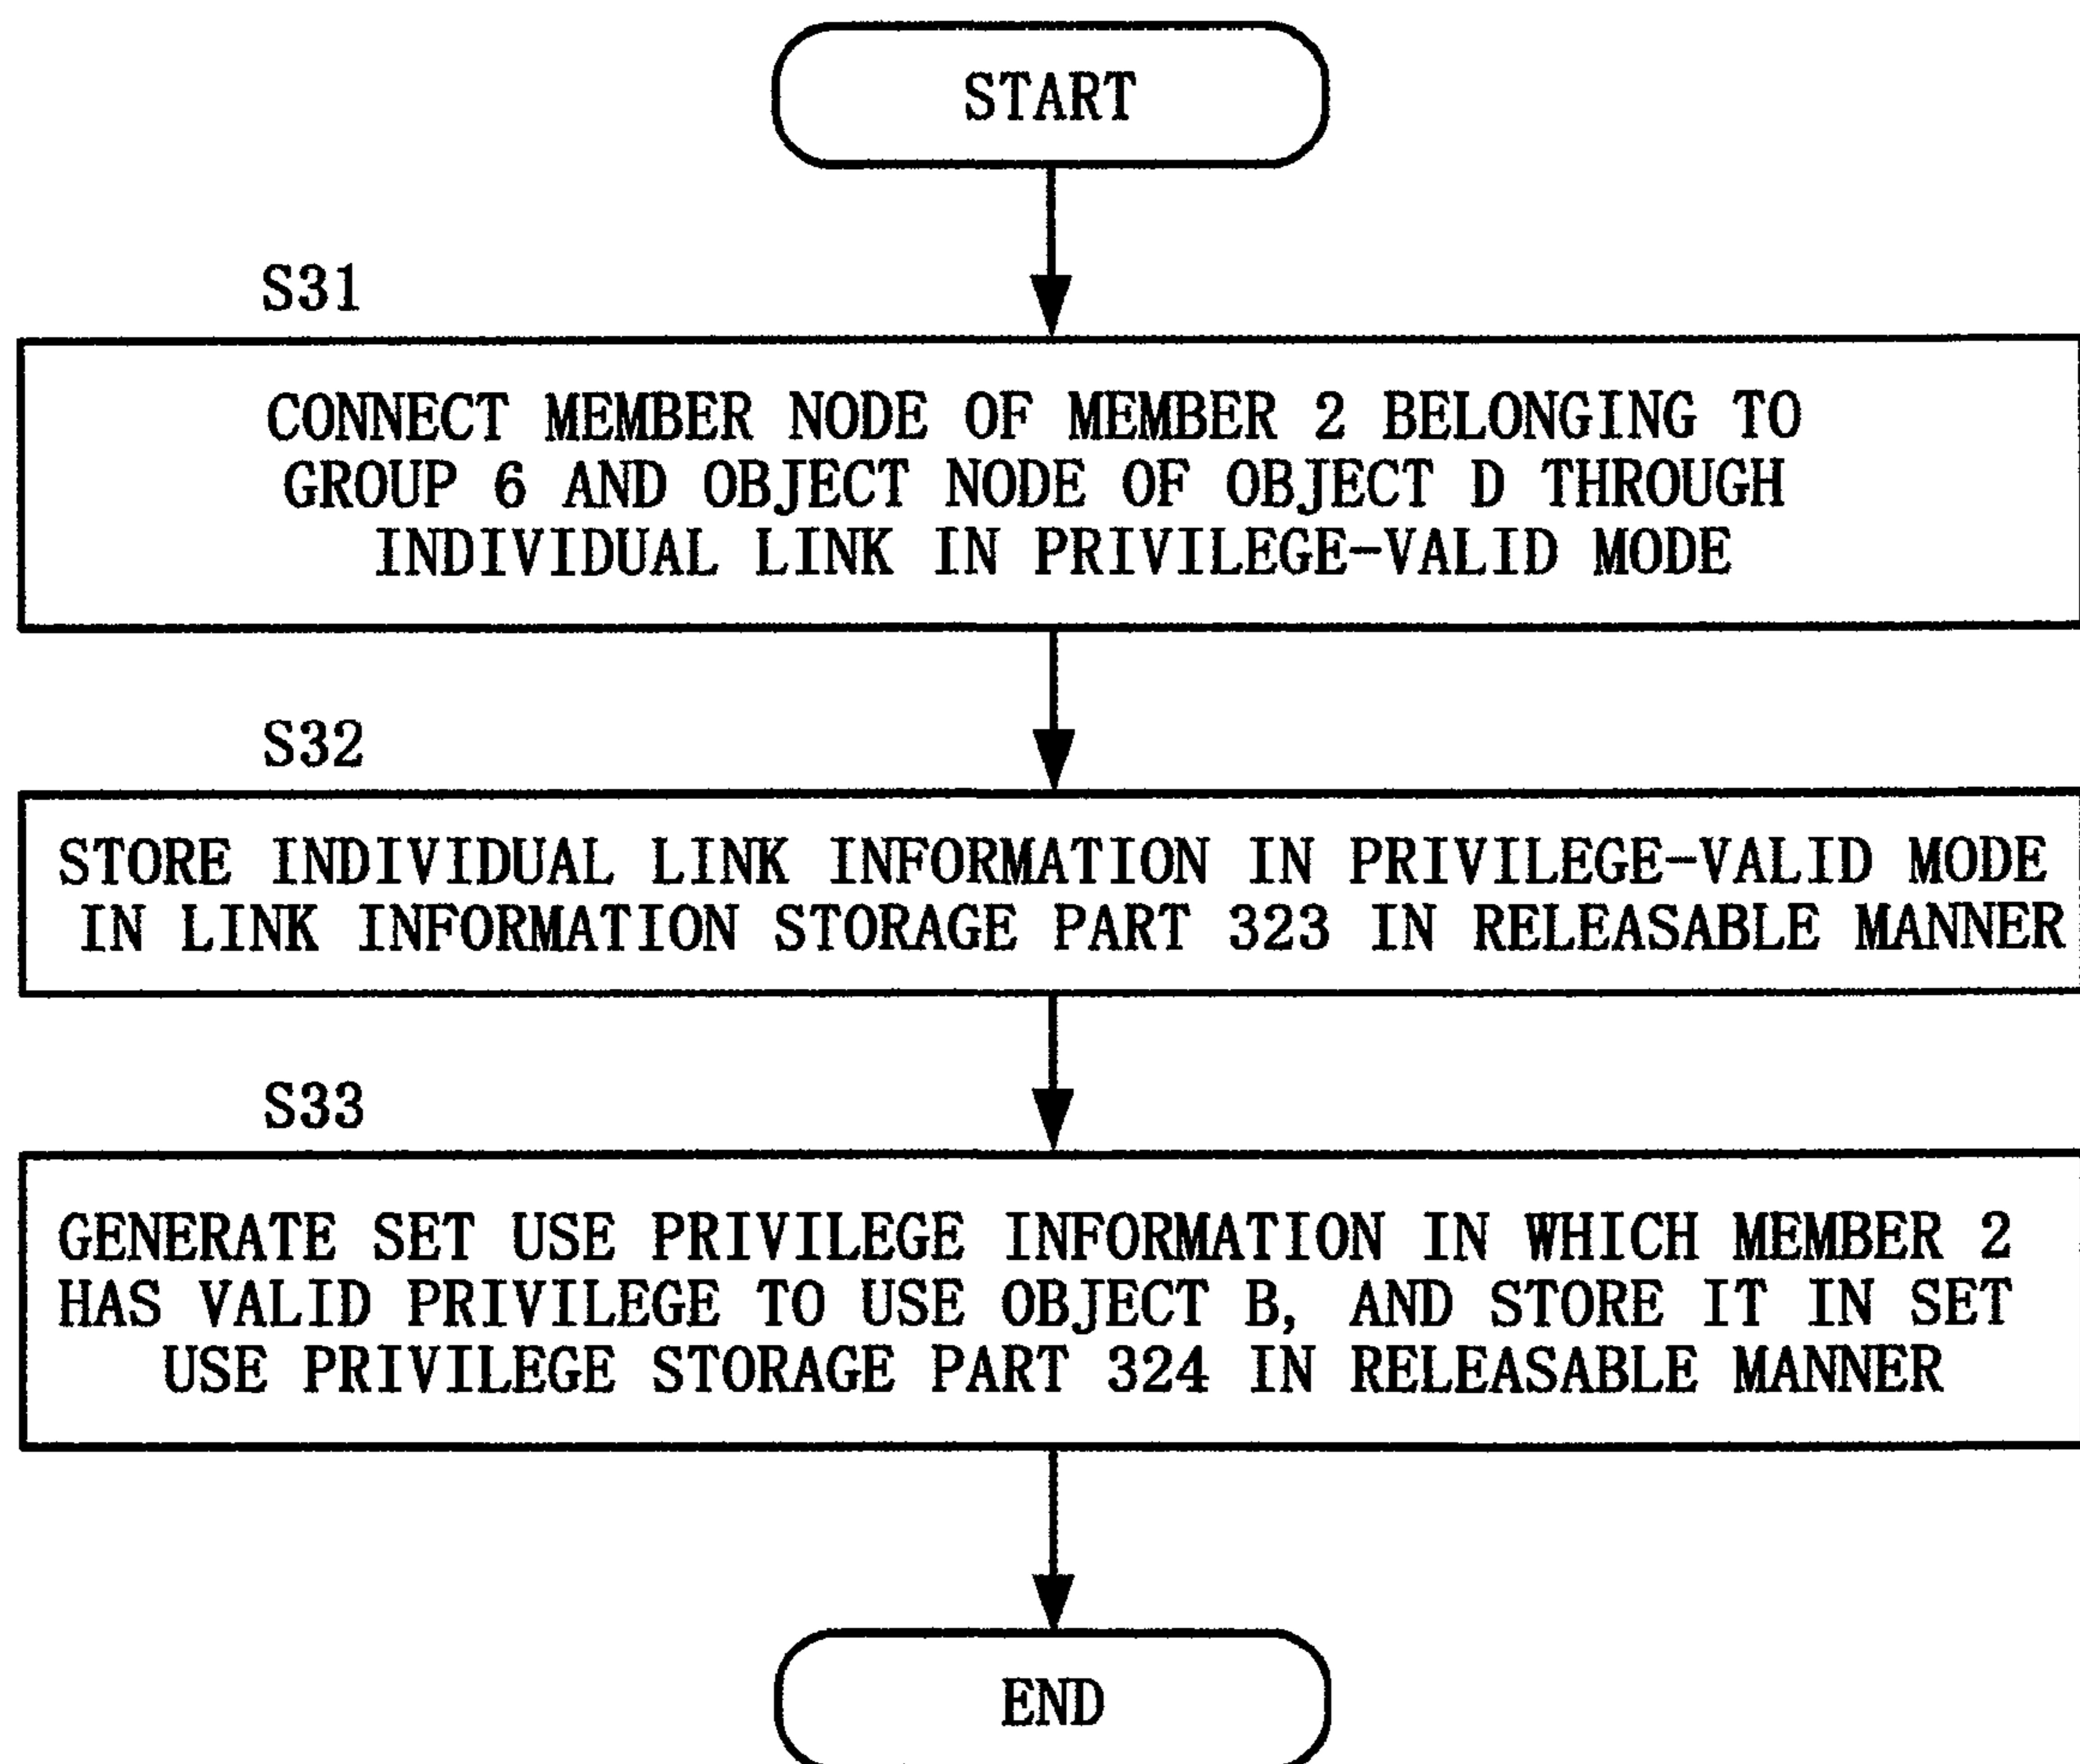 START
S31
CONNECT MEMBER NODE OF MEMBER 2 BELONGING TO
GROUP 6 AND OBJECT NODE OF OBJECT D THROUGH
INDIVIDUAL LINK IN PRIVILEGE-VALID MODE
S32
STORE INDIVIDUAL LINK INFORMATION IN PRIVILEGE-VALID MODE
IN LINK INFORMATION STORAGE PART 323 IN RELEASABLE MANNER
S33
GENERATE SET USE PRIVILEGE INFORMATION IN WHICH MEMBER 2
HAS VALID PRIVILEGE TO USE OBJECT B, AND STORE IT IN SET
USE PRIVILEGE STORAGE PART 324 IN RELEASABLE MANNER
END